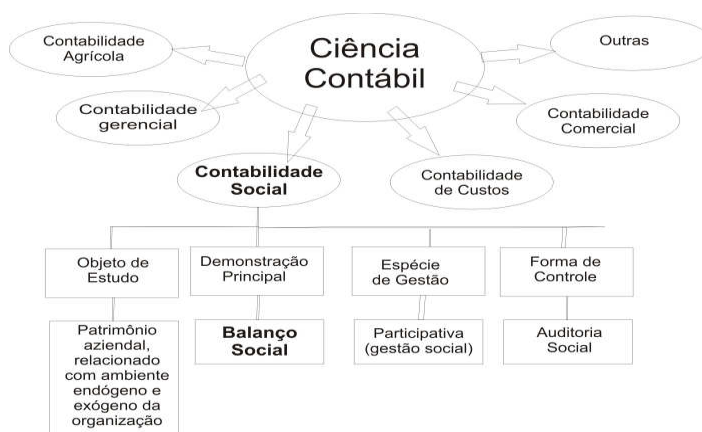 Ciência
Contábil
Contabilidade
Agrícola
Outras
Contabilidade
gerencial
Contabilidade
Comercial
Contabilidade
Social
Contabilidade
de Custos
Objeto de
Estudo
Demonstração
Principal
Espécie
de Gestão
Forma de
Controle
Patrimônio
aziendal,
relacionado
com ambiente
endógeno e
exógeno da
organização
Balanço
Social
Participativa
(gestão social)
Auditoria
Social